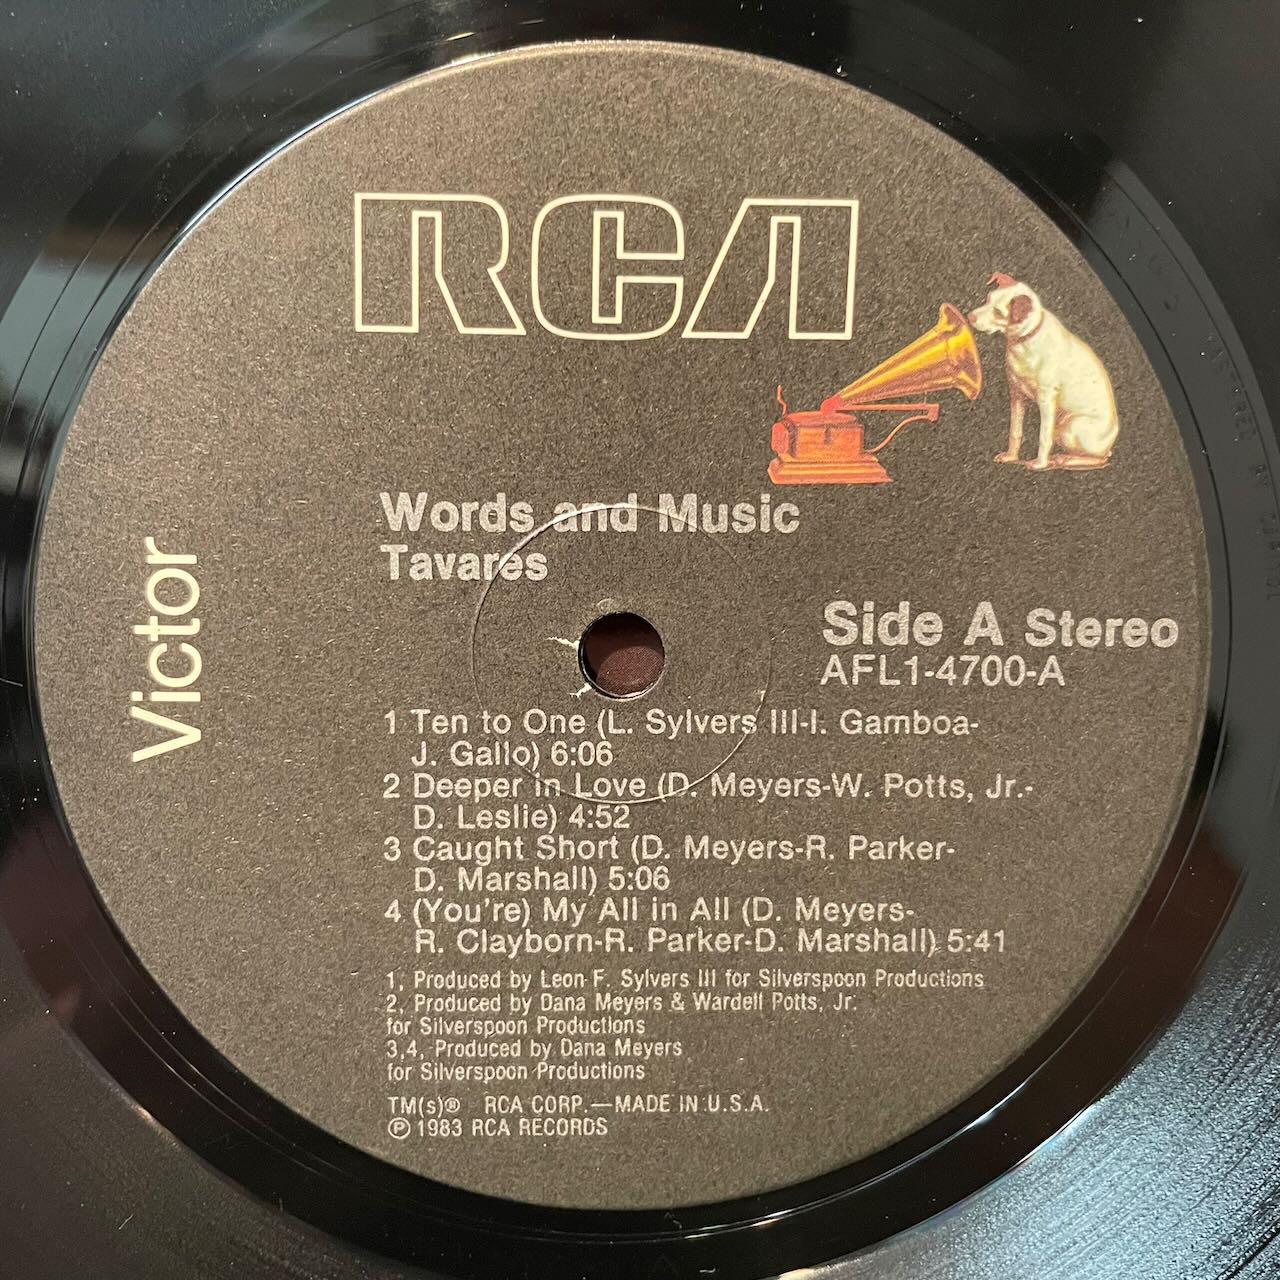 RCA
Victor
Words and Music
Tavares
Side A Stereo
AFL1-4700-A
1 Ten to One (L. Sylvers III-I. Gamboa-
J. Gallo) 6:06
2 Deeper in Love (D. Meyers-W. Potts, Jr.-
D. Leslie) 4:52
3 Caught Short (D. Meyers-R. Parker-
D. Marshall) 5:06
4 (You're) My All in All (D. Meyers-
R. Clayborn-R. Parker-D. Marshall) 5:41
1, Produced by Leon F. Sylvers III for Silverspoon Productions
2, Produced by Dana Meyers & Wardell Potts, Jr.
for Silverspoon Productions
3,4, Produced by Dana Meyers
for Silverspoon Productions
TM(s)® RCA CORP.—MADE IN U.S.A.
℗ 1983 RCA RECORDS